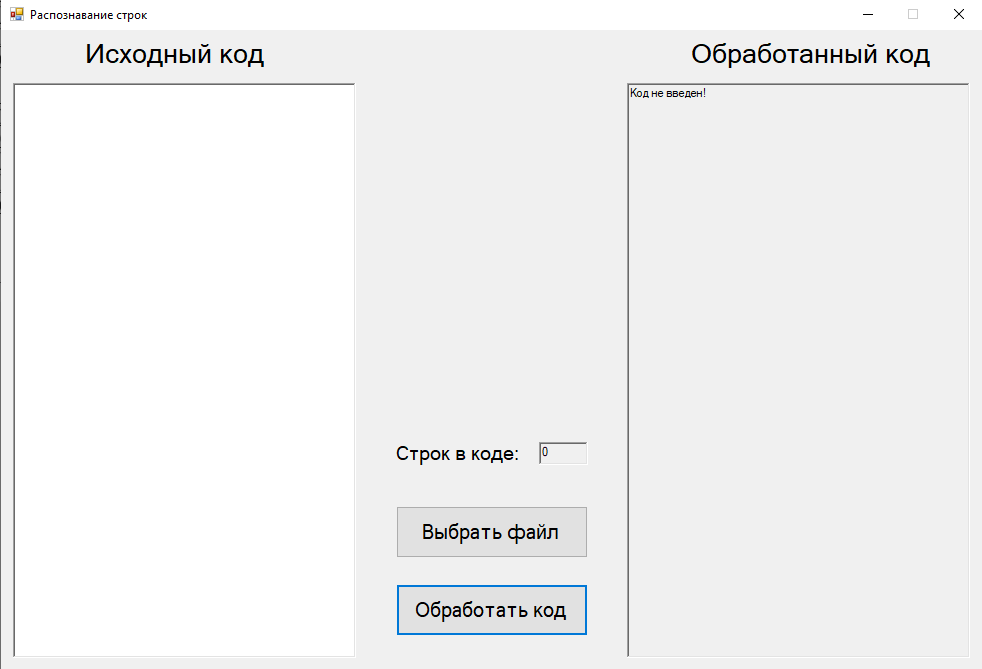 Распознавание строк
Исходный код
Обработанный код
Код не введен!
Строк в коде: 0
Выбрать файл
Обработать код